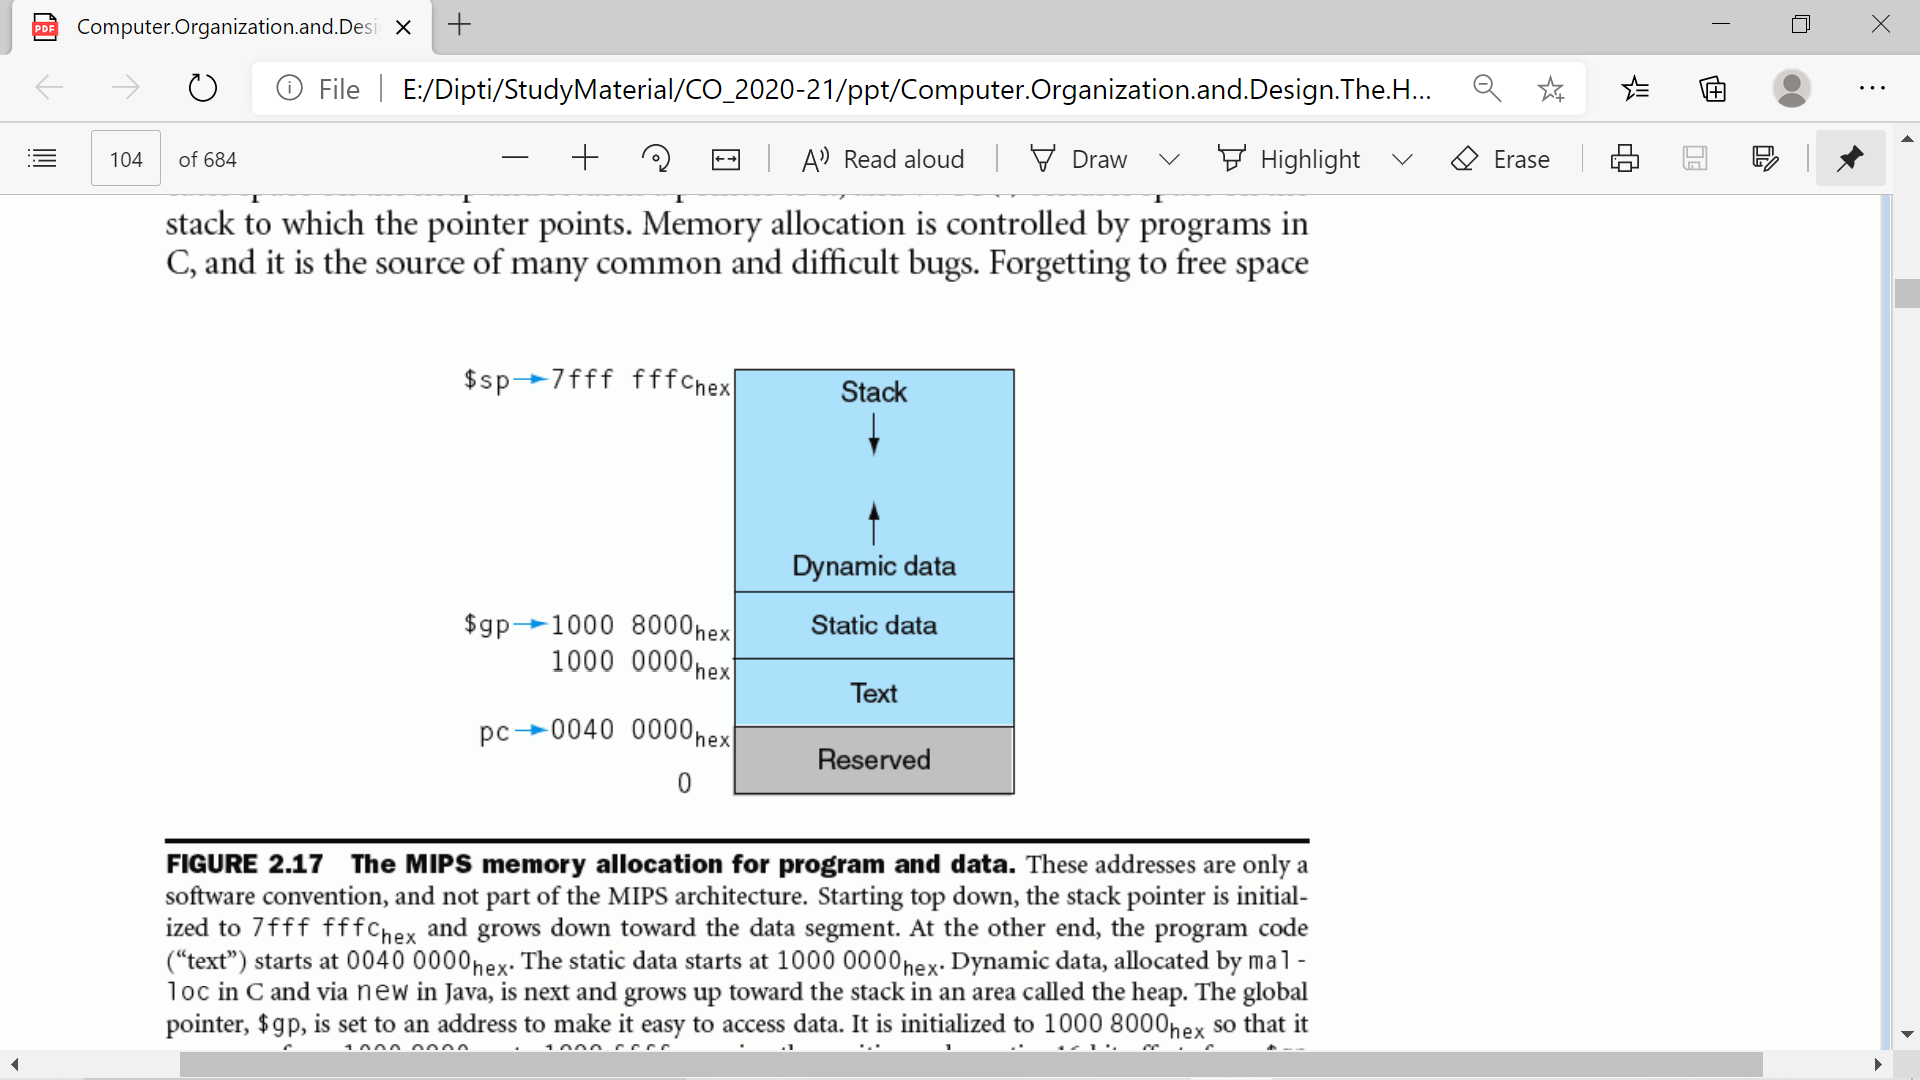 Computer.Organization.and.Desi
File
E:/Dipti/StudyMaterial/CO_2020-21/ppt/Computer.Organization.and.Design.The.H...
104 of 684
Read aloud
Draw
Highlight
Erase
stack to which the pointer points. Memory allocation is controlled by programs in
C, and it is the source of many common and difficult bugs. Forgetting to free space
$sp 7fff fffchex
Stack
Dynamic data
$gp 1000 8000hex
Static data
1000 0000hex
Text
pc 0040 0000hex
Reserved
0
FIGURE 2.17 The MIPS memory allocation for program and data. These addresses are only a
software convention, and not part of the MIPS architecture. Starting top down, the stack pointer is initial-
ized to 7fff fffchex and grows down toward the data segment. At the other end, the program code
(“text”) starts at 0040 0000hex. The static data starts at 1000 0000hex. Dynamic data, allocated by mal-
loc in C and via new in Java, is next and grows up toward the stack in an area called the heap. The global
pointer, $gp, is set to an address to make it easy to access data. It is initialized to 1000 8000hex so that it